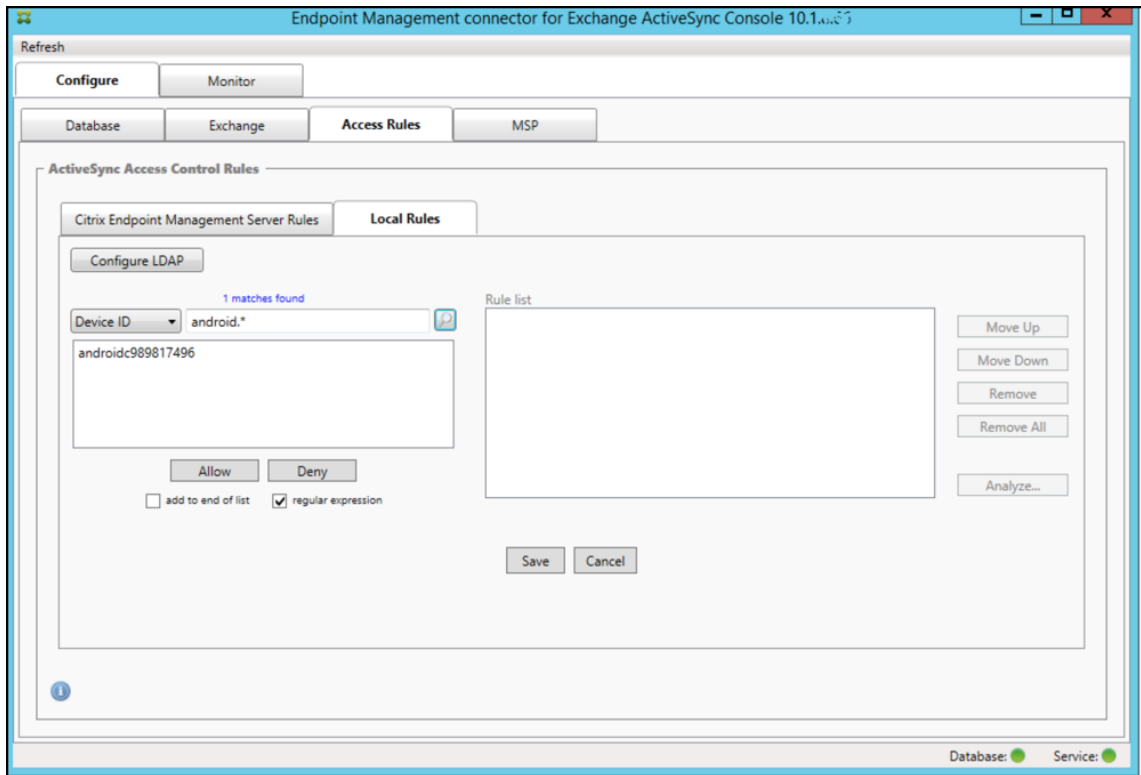 Endpoint Management connector for Exchange ActiveSync Console
Refresh
Configure Monitor
Database Exchange Access Rules MSP
ActiveSync Access Control Rules
Citrix Endpoint Management Server Rules Local Rules
Configure LDAP
1 matches found
Rule list
Device ID android.*
androidc989817496
Move Up
Move Down
Remove
Remove All
Allow Deny
Analyze...
add to end of list regular expression
Save Cancel
Database: Service: